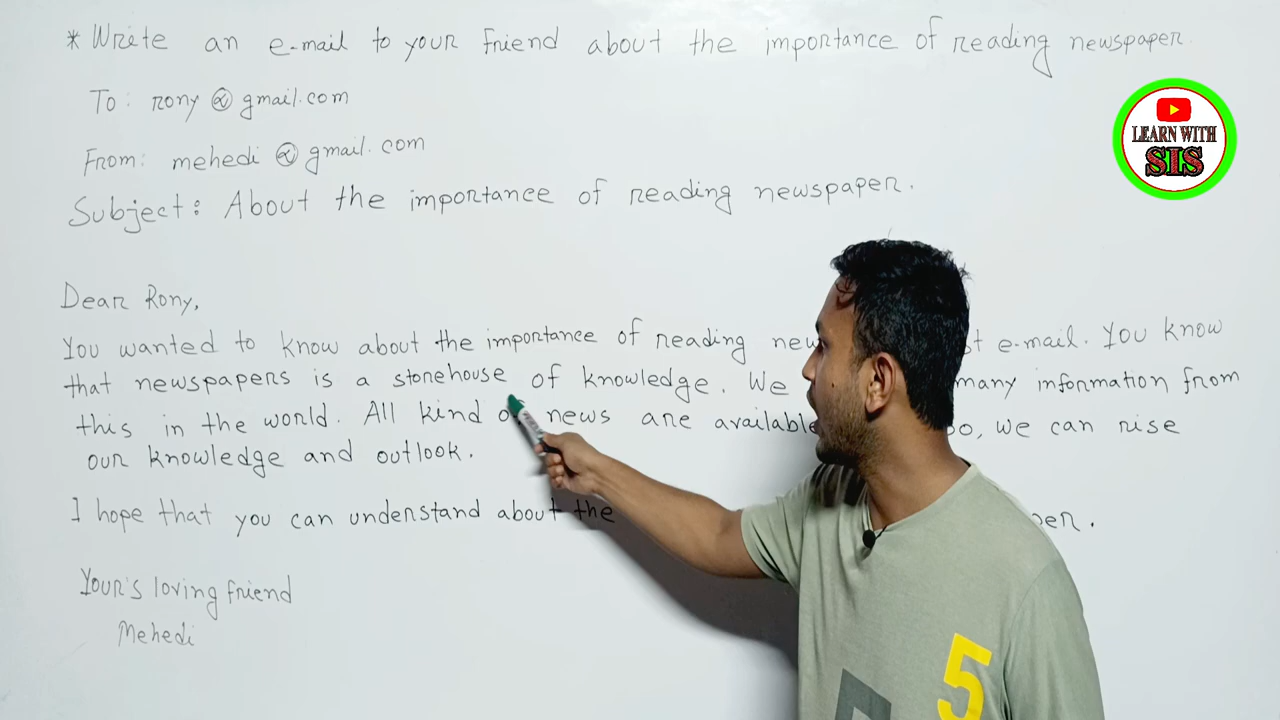 * Write an e-mail to your friend about the importance of reading newspaper.
To: rony @ gmail.com
From: mehedi @ gmail.com
Subject: About the importance of reading newspaper.
LEARN WITH
SIS
Dear Rony,
You wanted to know about the importance of reading e-mail. You know
that newspapers is a storehouse of knowledge. We many information from
this in the world. All kind of news are available we can rise
our knowledge and outlook.
I hope that you can understand about the
Your's loving friend
Mehedi
5